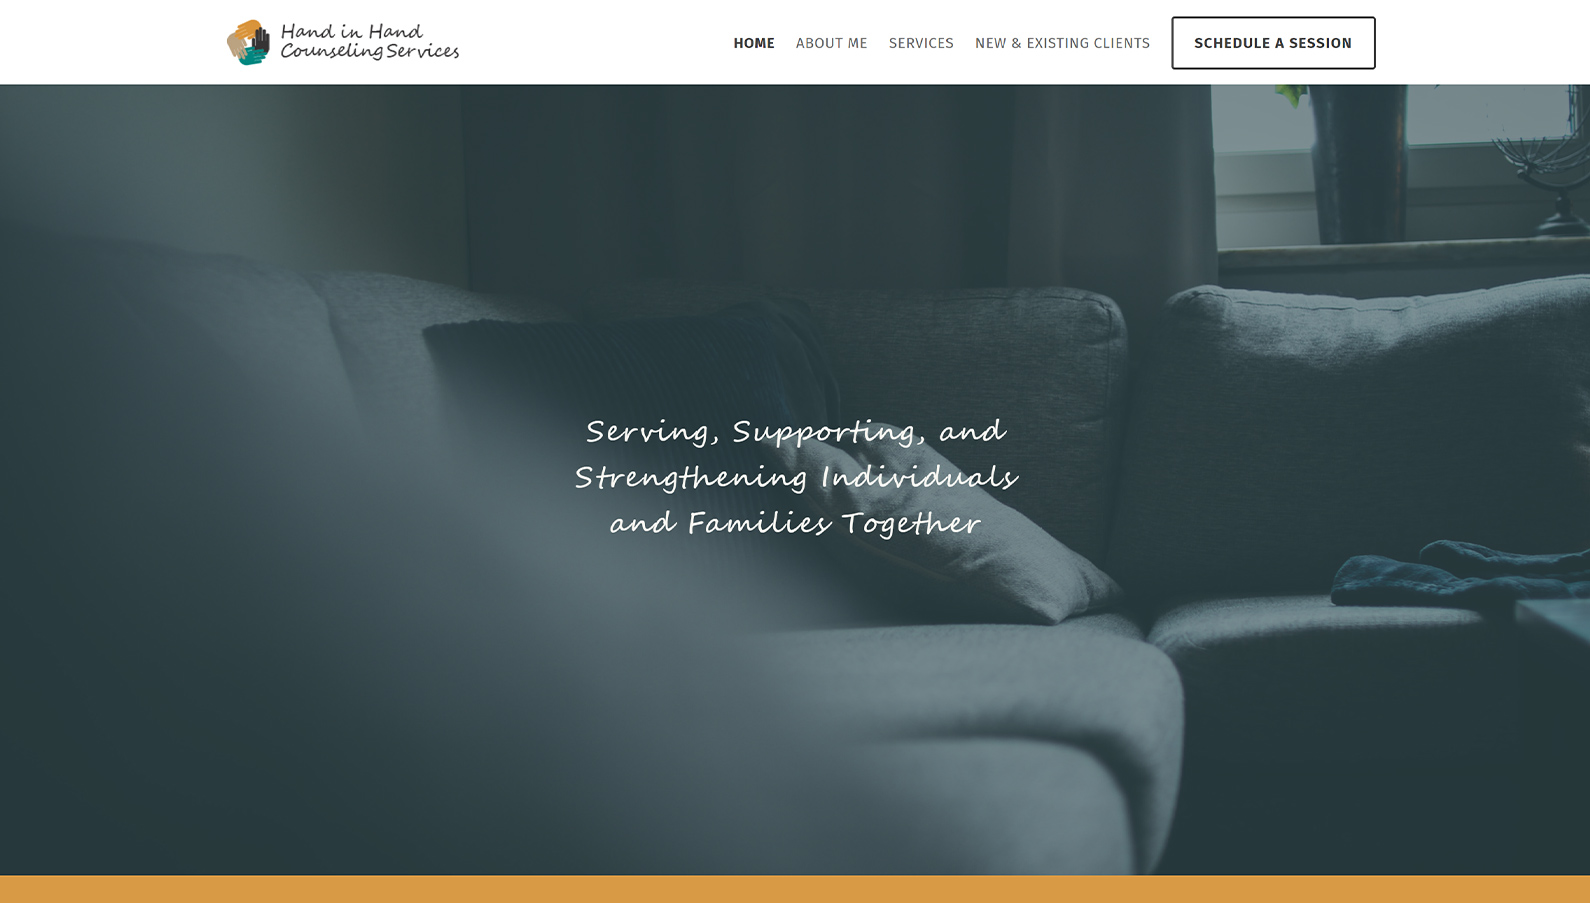 Hand in Hand
Counseling Services
HOME ABOUT ME SERVICES NEW & EXISTING CLIENTS SCHEDULE A SESSION
Serving, Supporting, and
Strengthening Individuals
and Families Together